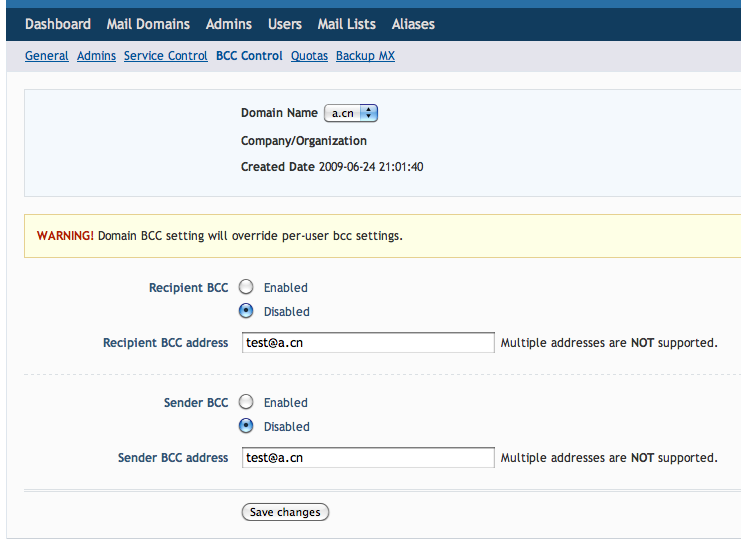 Dashboard Mail Domains Admins Users Mail Lists Aliases
General Admins Service Control BCC Control Quotas Backup MX
Domain Name a.cn
Company/Organization
Created Date 2009-06-24 21:01:40
WARNING! Domain BCC setting will override per-user bcc settings.
Recipient BCC Enabled
Disabled
Recipient BCC address test@a.cn Multiple addresses are NOT supported.
Sender BCC Enabled
Disabled
Sender BCC address test@a.cn Multiple addresses are NOT supported.
Save changes